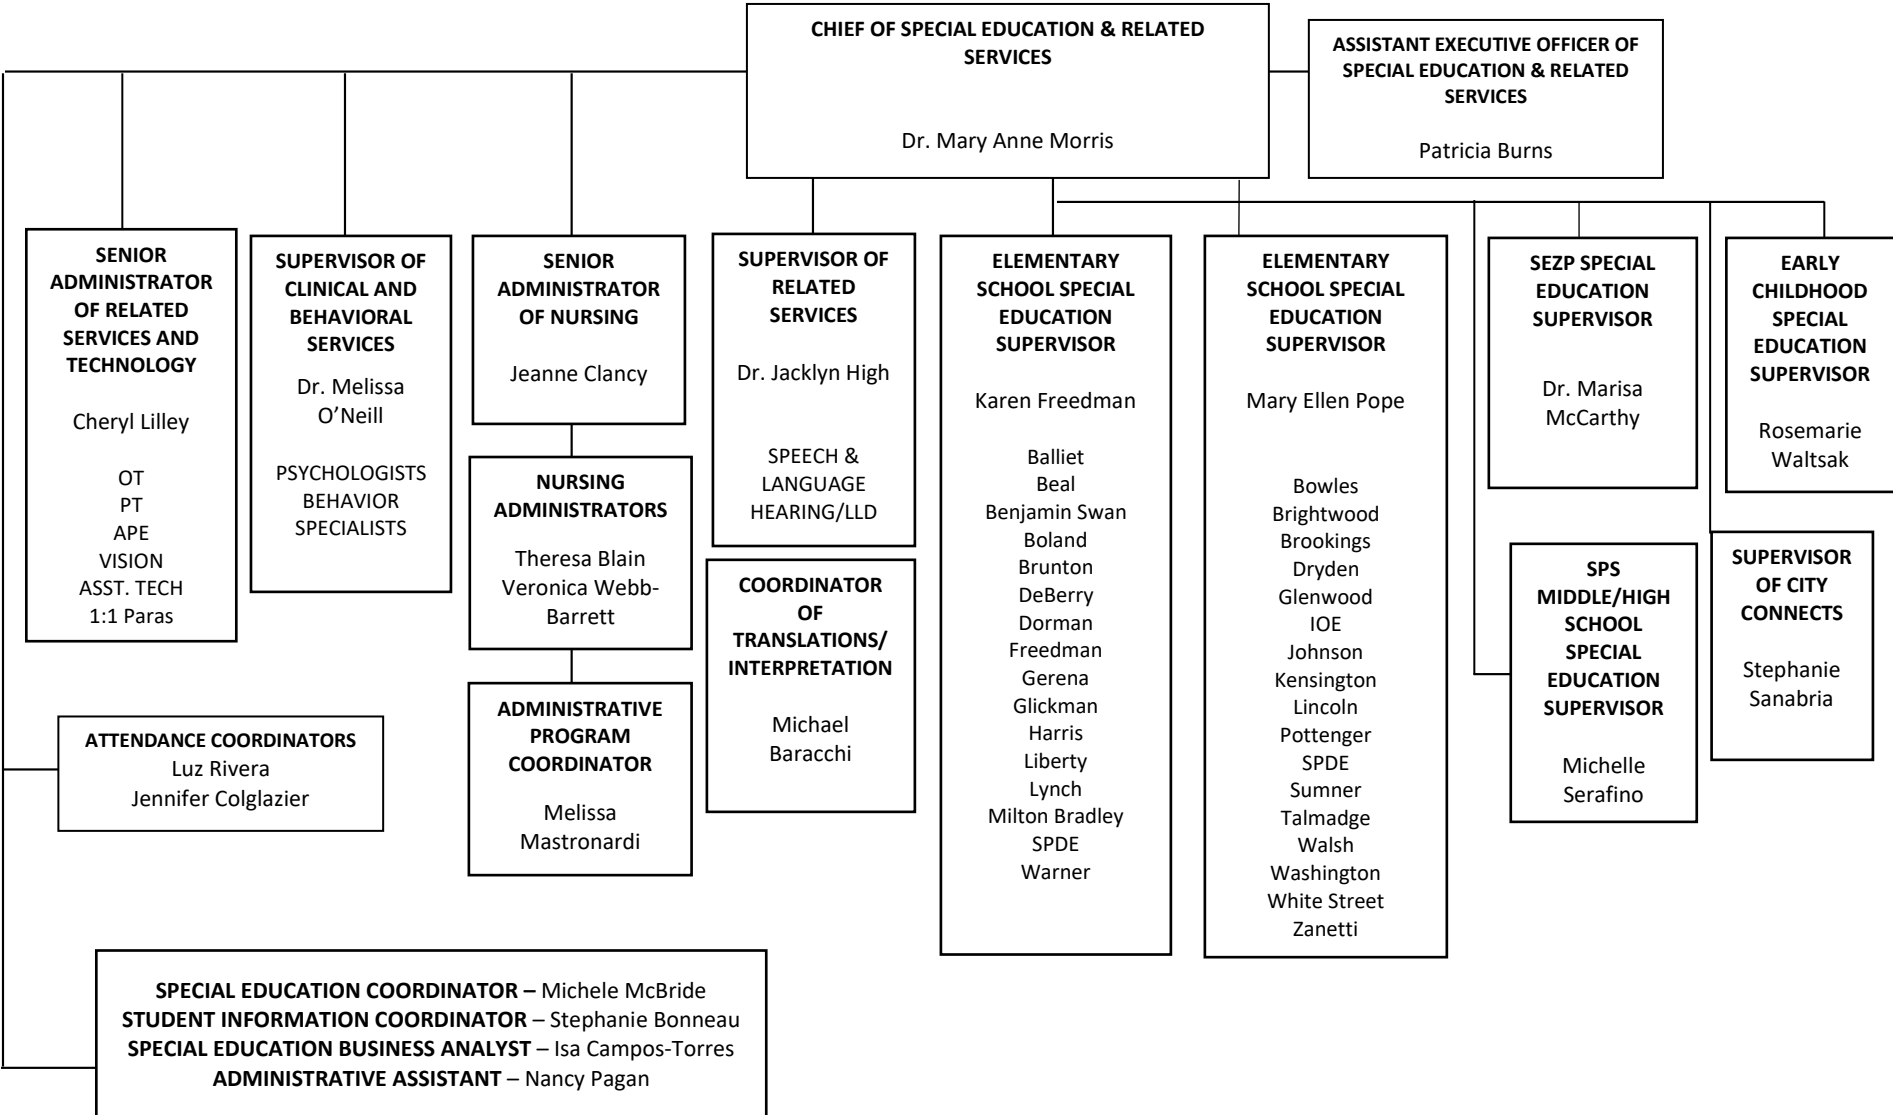 CHIEF OF SPECIAL EDUCATION & RELATED
SERVICES
Dr. Mary Anne Morris
ASSISTANT EXECUTIVE OFFICER OF
SPECIAL EDUCATION & RELATED
SERVICES
Patricia Burns
SENIOR
ADMINISTRATOR
OF RELATED
SERVICES AND
TECHNOLOGY
Cheryl Lilley
OT
PT
APE
VISION
ASST. TECH
1:1 Paras
SUPERVISOR OF
CLINICAL AND
BEHAVIORAL
SERVICES
Dr. Melissa
O’Neill
PSYCHOLOGISTS
BEHAVIOR
SPECIALISTS
SENIOR
ADMINISTRATOR
OF NURSING
Jeanne Clancy
NURSING
ADMINISTRATORS
Theresa Blain
Veronica Webb-
Barrett
ADMINISTRATIVE
PROGRAM
COORDINATOR
Melissa
Mastronardi
SUPERVISOR OF
RELATED
SERVICES
Dr. Jacklyn High
SPEECH &
LANGUAGE
HEARING/LLD
COORDINATOR
OF
TRANSLATIONS/
INTERPRETATION
Michael
Baracchi
ELEMENTARY
SCHOOL SPECIAL
EDUCATION
SUPERVISOR
Karen Freedman
Balliet
Beal
Benjamin Swan
Boland
Brunton
DeBerry
Dorman
Freedman
Gerena
Glickman
Harris
Liberty
Lynch
Milton Bradley
SPDE
Warner
ELEMENTARY
SCHOOL SPECIAL
EDUCATION
SUPERVISOR
Mary Ellen Pope
Bowles
Brightwood
Brookings
Dryden
Glenwood
IOE
Johnson
Kensington
Lincoln
Pottenger
SPDE
Sumner
Talmadge
Walsh
Washington
White Street
Zanetti
SEZP SPECIAL
EDUCATION
SUPERVISOR
Dr. Marisa
McCarthy
EARLY
CHILDHOOD
SPECIAL
EDUCATION
SUPERVISOR
Rosemarie
Waltsak
SPS
MIDDLE/HIGH
SCHOOL
SPECIAL
EDUCATION
SUPERVISOR
Michelle
Serafino
SUPERVISOR
OF CITY
CONNECTS
Stephanie
Sanabria
ATTENDANCE COORDINATORS
Luz Rivera
Jennifer Colglazier
SPECIAL EDUCATION COORDINATOR – Michele McBride
STUDENT INFORMATION COORDINATOR – Stephanie Bonneau
SPECIAL EDUCATION BUSINESS ANALYST – Isa Campos-Torres
ADMINISTRATIVE ASSISTANT – Nancy Pagan